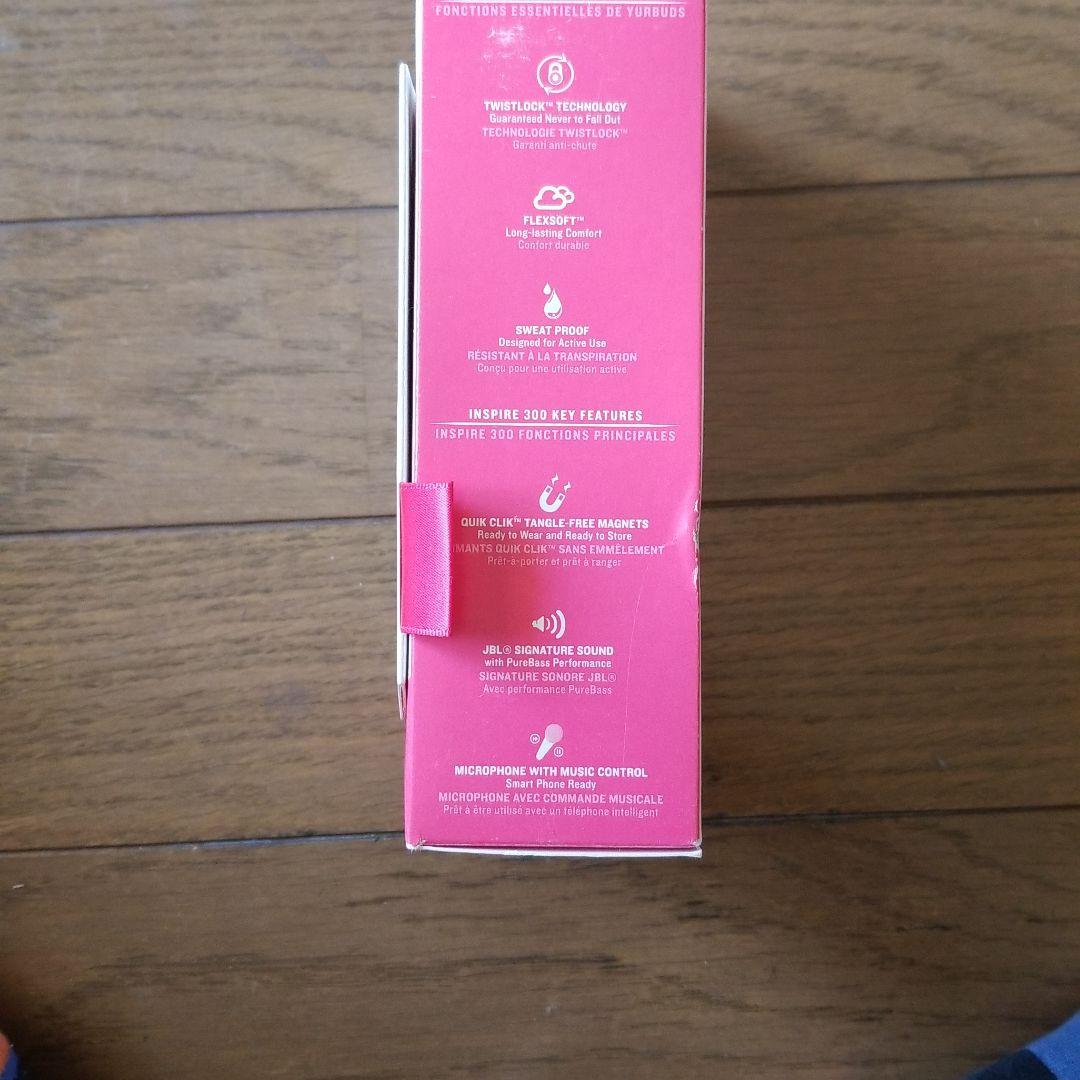 FONCTIONS ESSENTIELLES DE YURBUDS
TWISTLOCK™ TECHNOLOGY
Guaranteed Never to Fall Out
TECHNOLOGIE TWISTLOCK™
Garanti anti-chute
FLEXSOFT™
Long-lasting Comfort
Confort durable
SWEAT PROOF
Designed for Active Use
RÉSISTANT À LA TRANSPIRATION
Conçu pour une utilisation active
INSPIRE 300 KEY FEATURES
INSPIRE 300 FONCTIONS PRINCIPALES
QUIK CLIK™ TANGLE-FREE MAGNETS
Ready to Wear and Ready to Store
IMANTS QUIK CLIK™ SANS EMMÊLEMENT
Prêt-à-porter et prêt à ranger
JBL® SIGNATURE SOUND
with PureBass Performance
SIGNATURE SONORE JBL®
Avec performance PureBass
MICROPHONE WITH MUSIC CONTROL
Smart Phone Ready
MICROPHONE AVEC COMMANDE MUSICALE
Prêt à être utilisé avec un téléphone intelligent